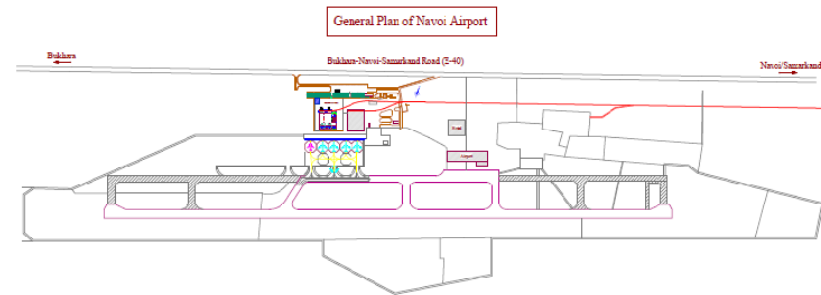 General Plan of Navoi Airport
Bukhara
Bukhara-Navoi-Samarkand Road (E-40)
Navoi/Samarkand